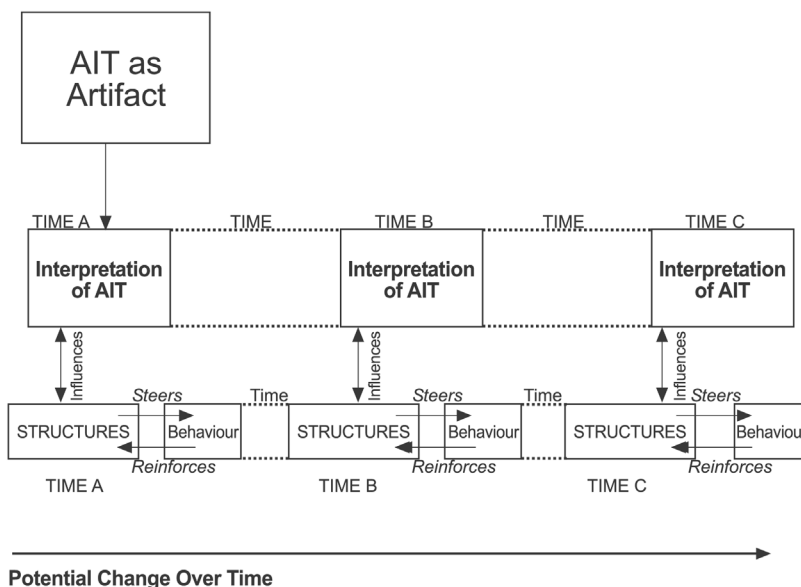 AIT as
Artifact
TIME A TIME TIME B TIME TIME C
Interpretation
of AIT
Interpretation
of AIT
Interpretation
of AIT
Influences
Influences
Influences
Steers Time Steers Time Steers
STRUCTURES Behaviour STRUCTURES Behaviour STRUCTURES Behaviour
Reinforces Reinforces Reinforces
TIME A TIME B TIME C
Potential Change Over Time